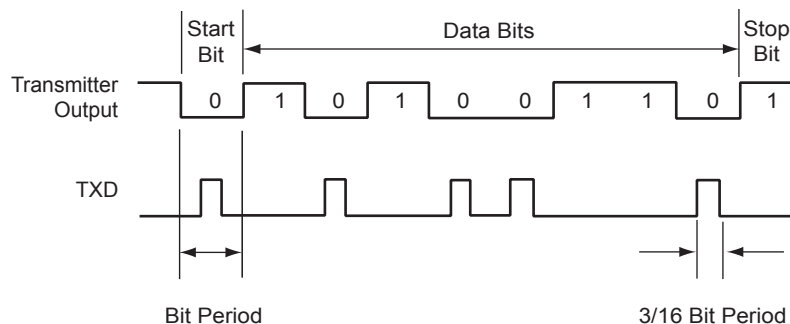 Start
Bit
Data Bits
Stop
Bit
Transmitter
Output
0 1 0 1 0 0 1 1 0 1
TXD
Bit Period
3/16 Bit Period